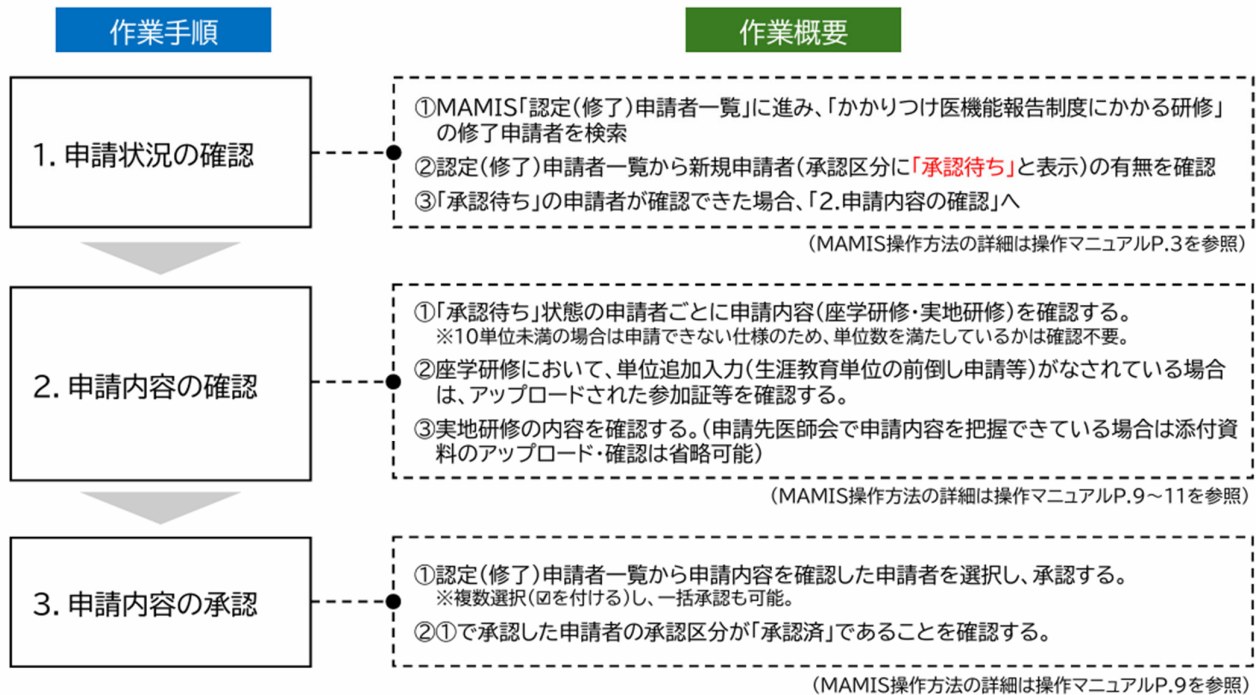 作業手順
作業概要
1. 申請状況の確認
①MAMIS「認定(修了)申請者一覧」に進み、「かかりつけ医機能報告制度にかかる研修」
の修了申請者を検索
②認定(修了)申請者一覧から新規申請者(承認区分に「承認待ち」と表示)の有無を確認
③「承認待ち」の申請者が確認できた場合、「2.申請内容の確認」へ
(MAMIS操作方法の詳細は操作マニュアルP.3を参照)
2. 申請内容の確認
①「承認待ち」状態の申請者ごとに申請内容(座学研修・実地研修)を確認する。
※10単位未満の場合は申請できない仕様のため、単位数を満たしているかは確認不要。
②座学研修において、単位追加入力(生涯教育単位の前倒し申請等)がなされている場合
は、アップロードされた参加証等を確認する。
③実地研修の内容を確認する。(申請先医師会で申請内容を把握できている場合は添付資
料のアップロード・確認は省略可能)
(MAMIS操作方法の詳細は操作マニュアルP.9~11を参照)
3. 申請内容の承認
①認定(修了)申請者一覧から申請内容を確認した申請者を選択し、承認する。
※複数選択(☑を付ける)し、一括承認も可能。
②①で承認した申請者の承認区分が「承認済」であることを確認する。
(MAMIS操作方法の詳細は操作マニュアルP.9を参照)